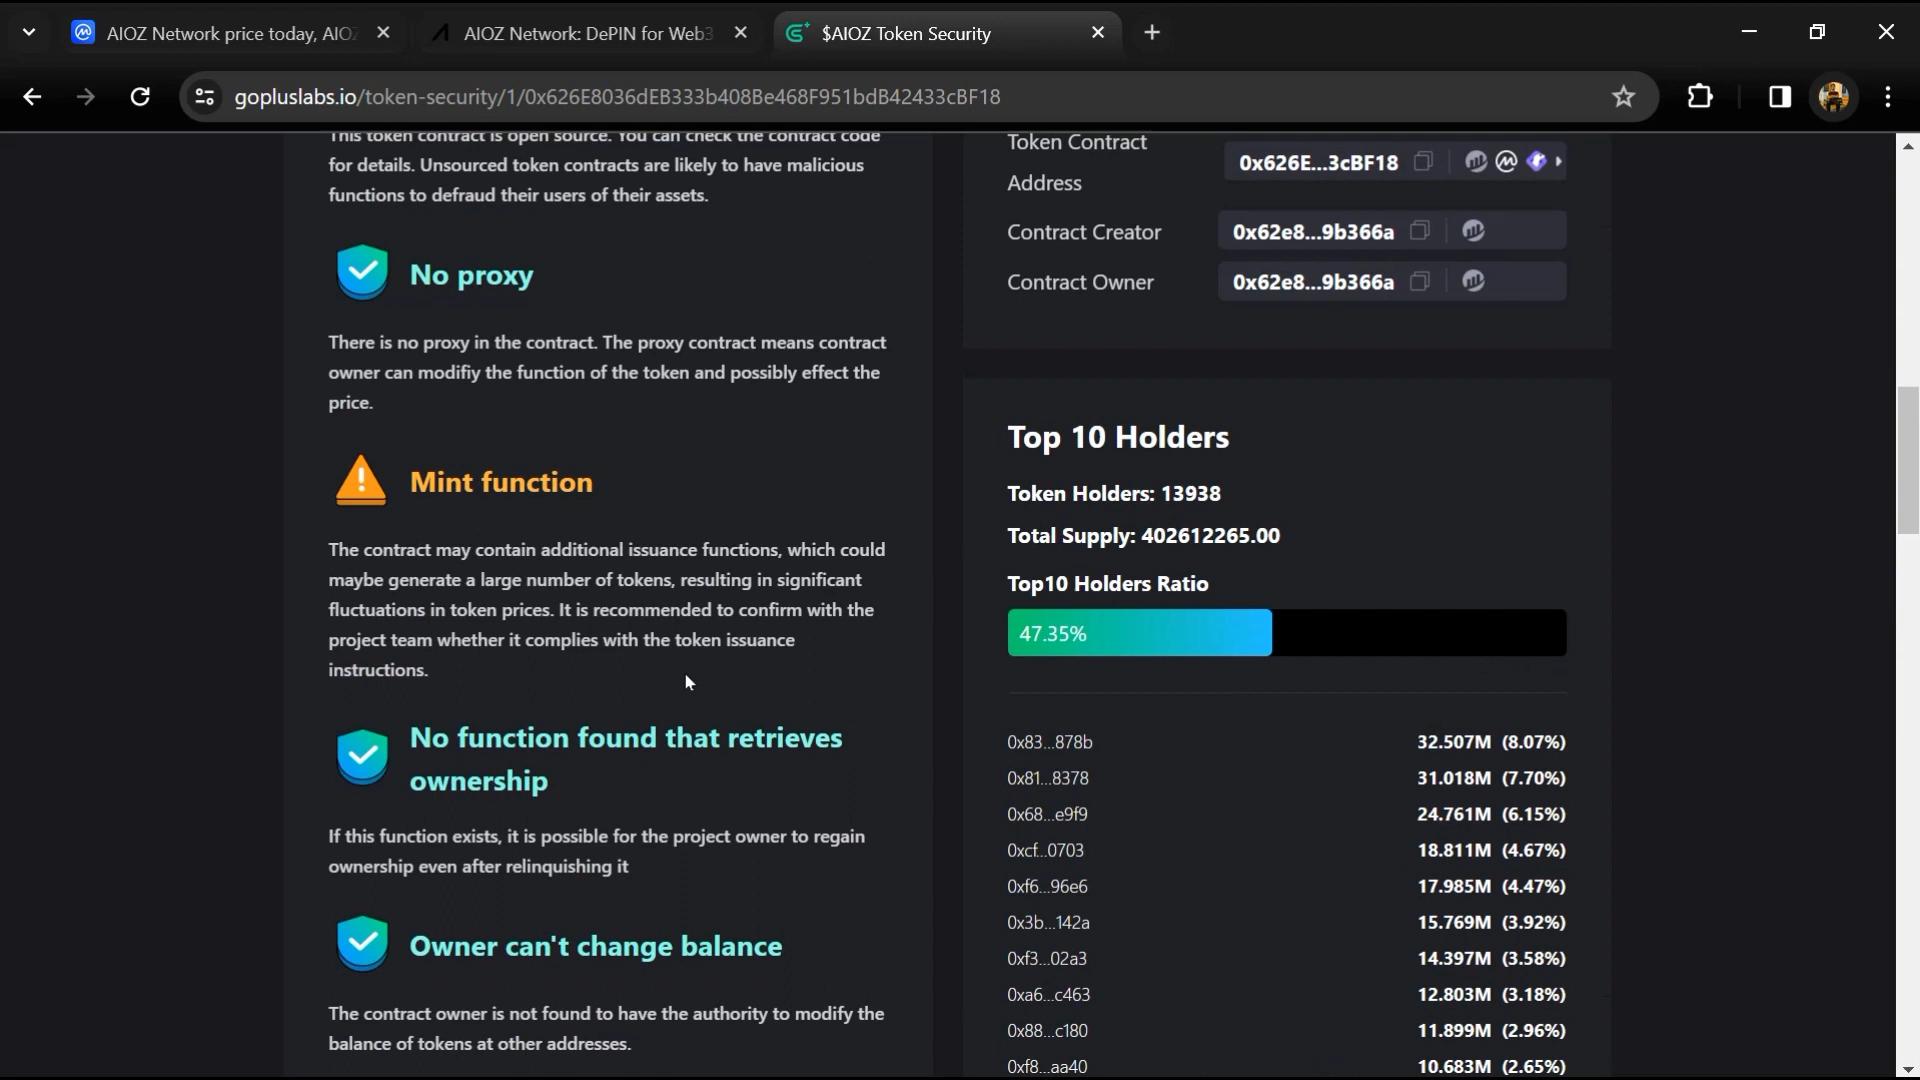 AIOZ Network price today, AIOZ
AIOZ Network: DePIN for Web3
$AIOZ Token Security
gopluslabs.io/token-security/1/0x626E8036dEB333b408Be468F951bdB42433cBF18
This token contract is open source. You can check the contract code
for details. Unsourced token contracts are likely to have malicious
functions to defraud their users of their assets.
No proxy
There is no proxy in the contract. The proxy contract means contract
owner can modifiy the function of the token and possibly effect the
price.
Mint function
The contract may contain additional issuance functions, which could
maybe generate a large number of tokens, resulting in significant
fluctuations in token prices. It is recommended to confirm with the
project team whether it complies with the token issuance
instructions.
No function found that retrieves
ownership
If this function exists, it is possible for the project owner to regain
ownership even after relinquishing it
Owner can't change balance
The contract owner is not found to have the authority to modify the
balance of tokens at other addresses.
Token Contract
Address
0x626E...3cBF18
Contract Creator
0x62e8...9b366a
Contract Owner
0x62e8...9b366a
Top 10 Holders
Token Holders: 13938
Total Supply: 402612265.00
Top10 Holders Ratio
47.35%
0x83...878b 32.507M (8.07%)
0x81...8378 31.018M (7.70%)
0x68...e9f9 24.761M (6.15%)
0xcf...0703 18.811M (4.67%)
0xf6...96e6 17.985M (4.47%)
0x3b...142a 15.769M (3.92%)
0xf3...02a3 14.397M (3.58%)
0xa6...c463 12.803M (3.18%)
0x88...c180 11.899M (2.96%)
0xf8...aa40 10.683M (2.65%)